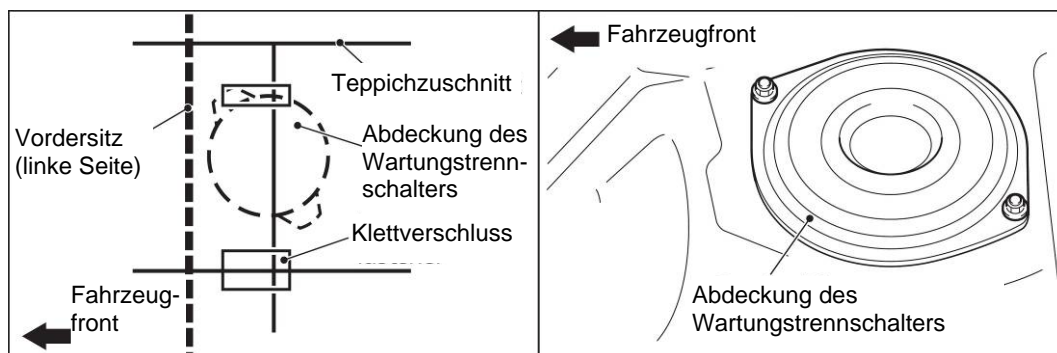 Teppichzuschnitt
Vordersitz
(linke Seite)
Abdeckung des
Wartungstrenn-
schalters
Klettverschluss
Fahrzeug-
front
Fahrzeugfront
Abdeckung des
Wartungstrennschalters